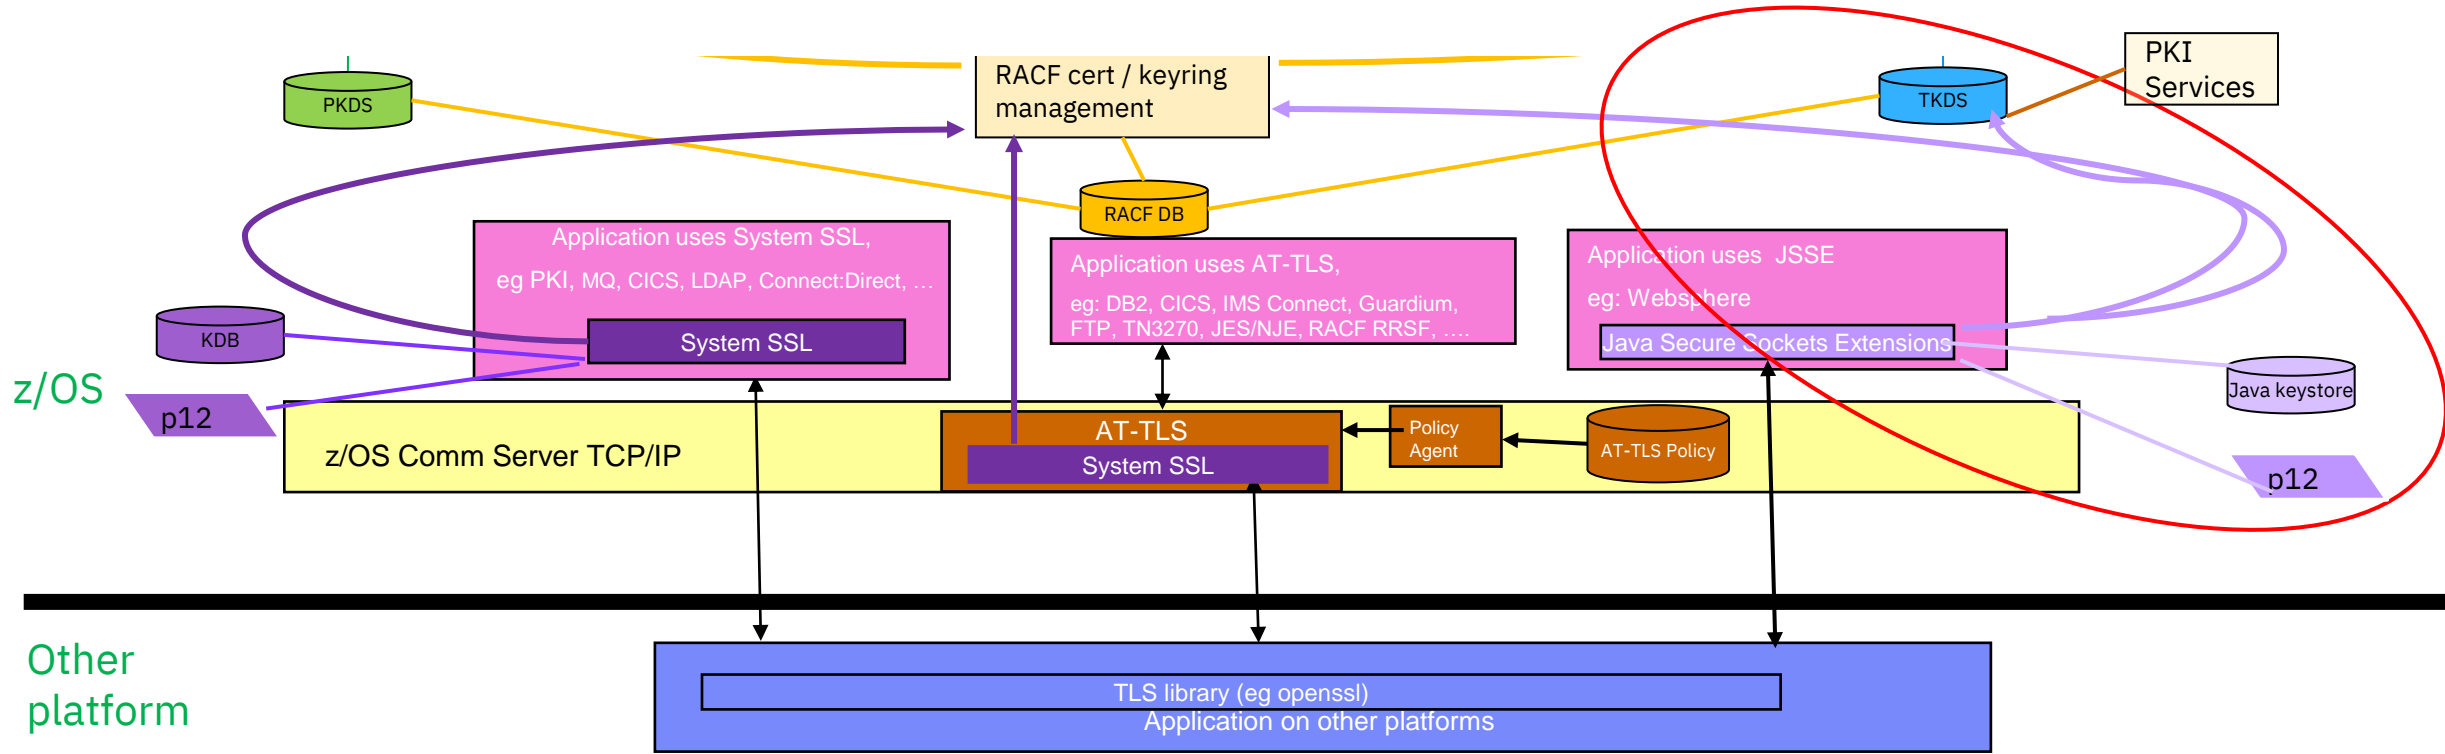 PKDS
RACF cert / keyring
management
TKDS
PKI
Services
RACF DB
Application uses System SSL,
eg PKI, MQ, CICS, LDAP, Connect:Direct, …
System SSL
Application uses AT-TLS,
eg: DB2, CICS, IMS Connect, Guardium,
FTP, TN3270, JES/NJE, RACF RRSF, ….
Application uses  JSSE
eg: Websphere
Java Secure Sockets Extensions
KDB
z/OS
p12
Java keystore
p12
z/OS Comm Server TCP/IP
AT-TLS
System SSL
Policy
Agent
AT-TLS Policy
Other
platform
TLS library (eg openssl)
Application on other platforms